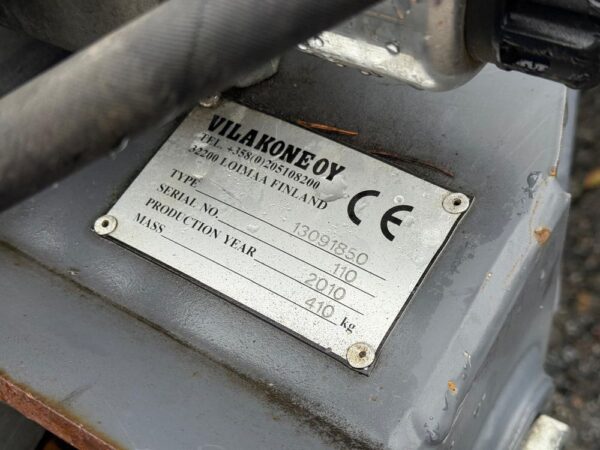 VILAKONE OY
TEL. +358(0)205108200
32200 LOIMAA FINLAND
CE
TYPE 13091850
SERIAL NO. 110
PRODUCTION YEAR 2010
MASS 410 kg